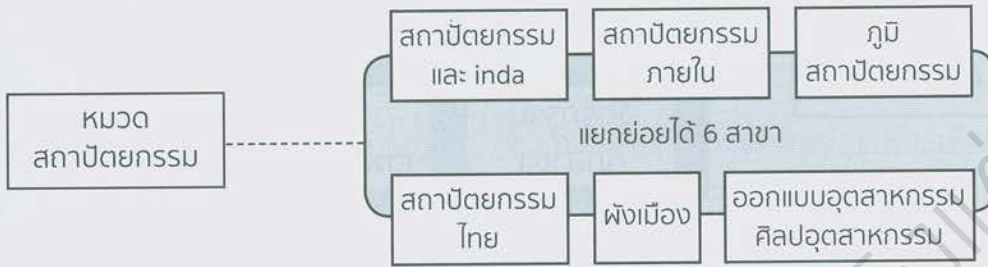 หมวด
สถาปัตยกรรม
สถาปัตยกรรม
และ inda
สถาปัตยกรรม
ภายใน
ภูมิ
สถาปัตยกรรม
แยกย่อยได้ 6 สาขา
สถาปัตยกรรม
ไทย
ผังเมือง
ออกแบบอุตสาหกรรม
ศิลปอุตสาหกรรม